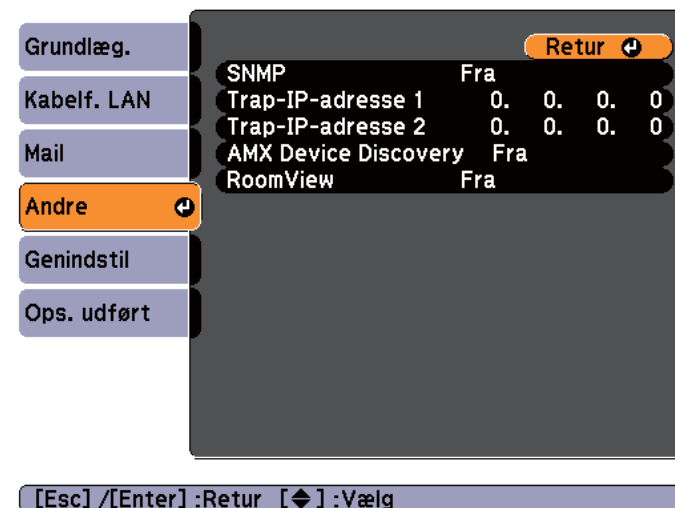 Grundlæg.
Kabelf. LAN
Mail
Andre
Genindstil
Ops. udført
Retur
SNMP Fra
Trap-IP-adresse 1 0. 0. 0. 0
Trap-IP-adresse 2 0. 0. 0. 0
AMX Device Discovery Fra
RoomView Fra
[Esc] /[Enter] :Retur [◆] :Vælg